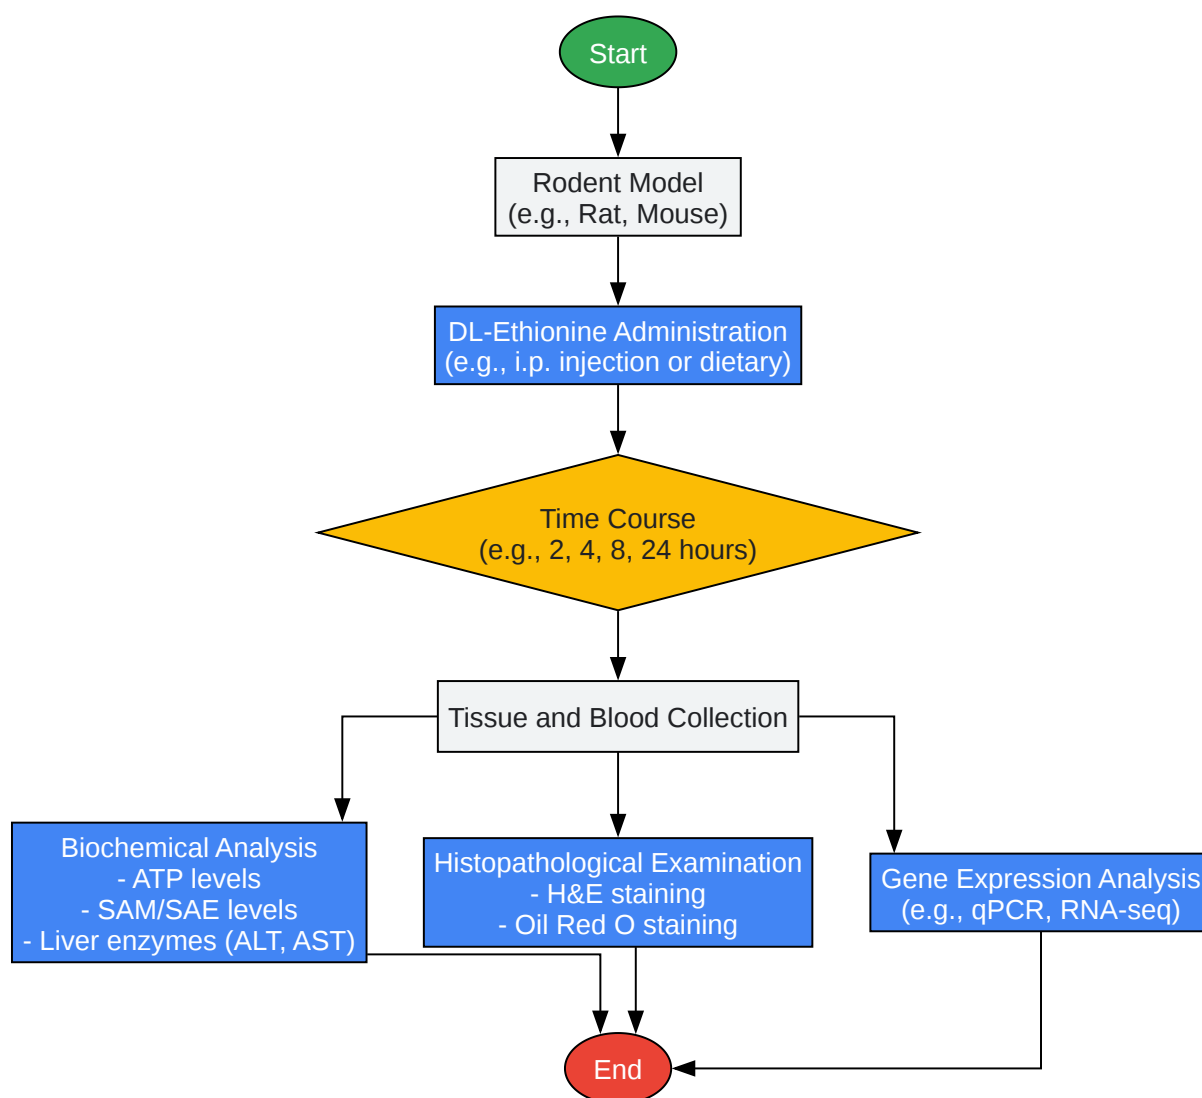 Start
Rodent Model
(e.g., Rat, Mouse)
DL-Ethionine Administration
(e.g., i.p. injection or dietary)
Time Course
(e.g., 2, 4, 8, 24 hours)
Tissue and Blood Collection
Biochemical Analysis
- ATP levels
- SAM/SAE levels
- Liver enzymes (ALT, AST)
Histopathological Examination
- H&E staining
- Oil Red O staining
Gene Expression Analysis
(e.g., qPCR, RNA-seq)
End